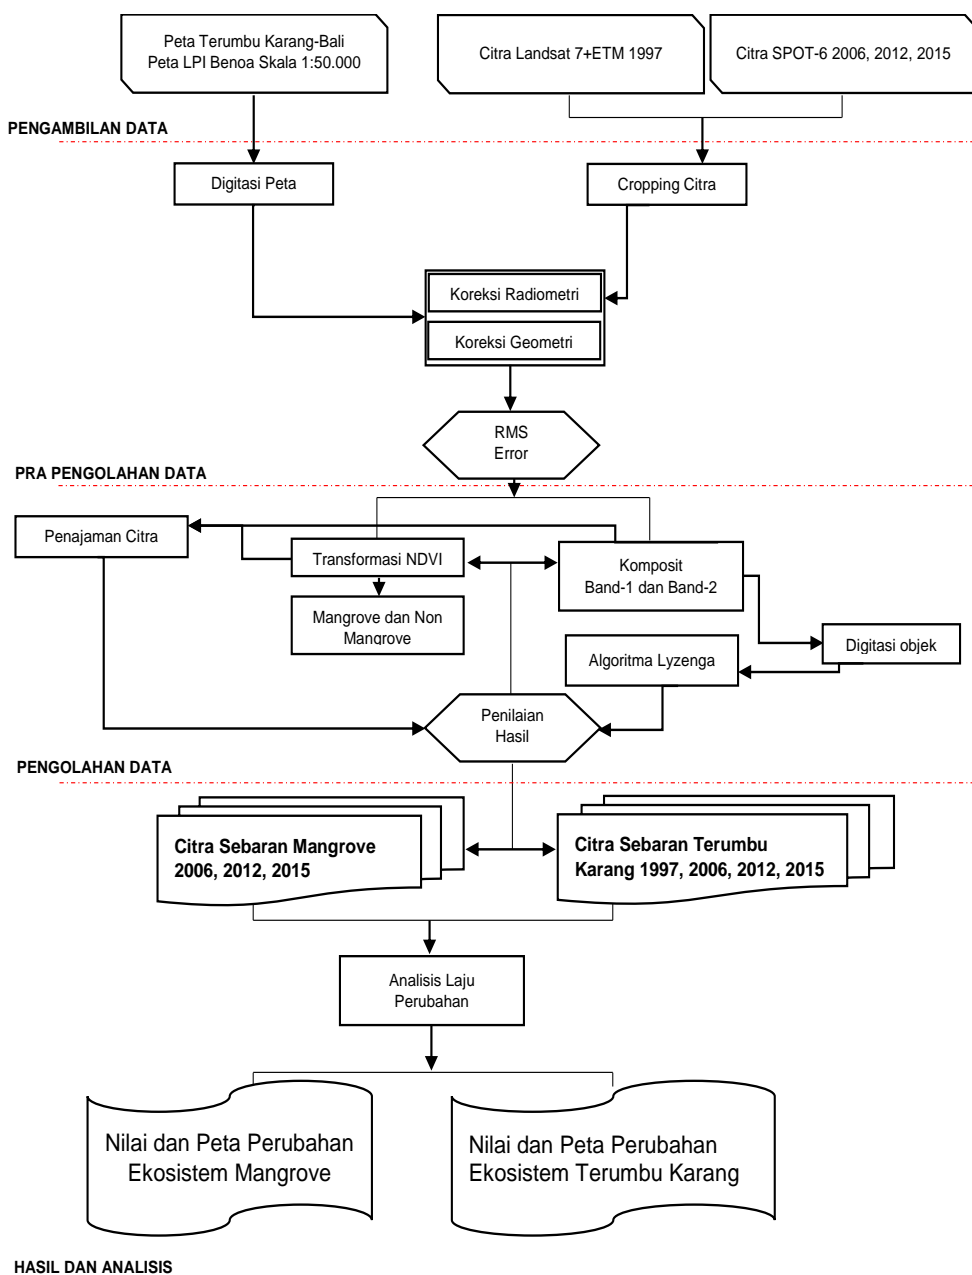 Peta Terumbu Karang-Bali
Peta LPI Benoa Skala 1:50.000
Citra Landsat 7+ETM 1997
Citra SPOT-6 2006, 2012, 2015
PENGAMBILAN DATA
Digitasi Peta
Cropping Citra
Koreksi Radiometri
Koreksi Geometri
RMS
Error
PRA PENGOLAHAN DATA
Penajaman Citra
Transformasi NDVI
Komposit
Band-1 dan Band-2
Mangrove dan Non
Mangrove
Digitasi objek
Algoritma Lyzenga
Penilaian
Hasil
PENGOLAHAN DATA
Citra Sebaran Mangrove
2006, 2012, 2015
Citra Sebaran Terumbu
Karang 1997, 2006, 2012, 2015
Analisis Laju
Perubahan
Nilai dan Peta Perubahan
Ekosistem Mangrove
Nilai dan Peta Perubahan
Ekosistem Terumbu Karang
HASIL DAN ANALISIS